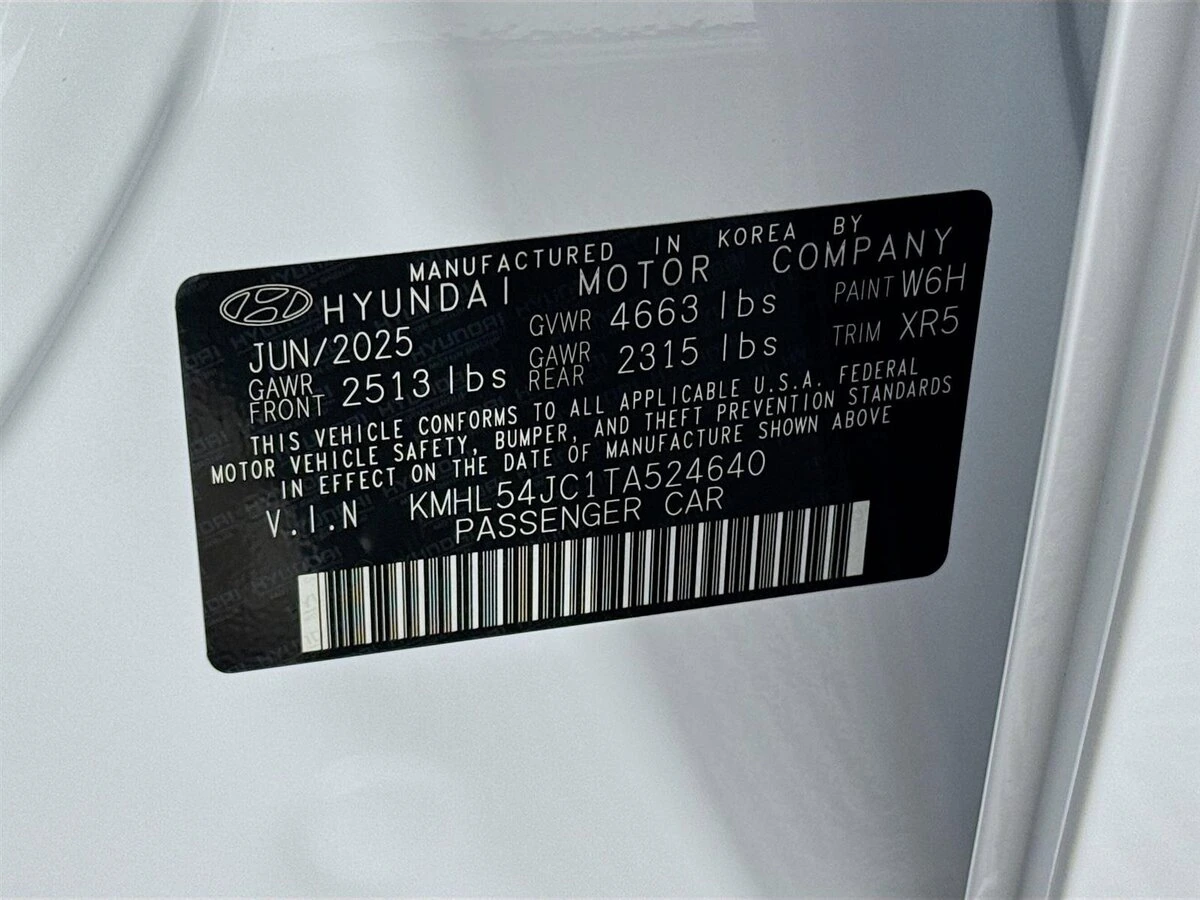 MANUFACTURED IN KOREA BY
HYUNDAI MOTOR COMPANY
JUN/2025 GVWR 4663 lbs PAINT W6H
GAWR FRONT 2513 lbs GAWR REAR 2315 lbs TRIM XR5
THIS VEHICLE CONFORMS TO ALL APPLICABLE U.S.A. FEDERAL
MOTOR VEHICLE SAFETY, BUMPER, AND THEFT PREVENTION STANDARDS
IN EFFECT ON THE DATE OF MANUFACTURE SHOWN ABOVE
V.I.N KMHL54JC1TA524640
PASSENGER CAR